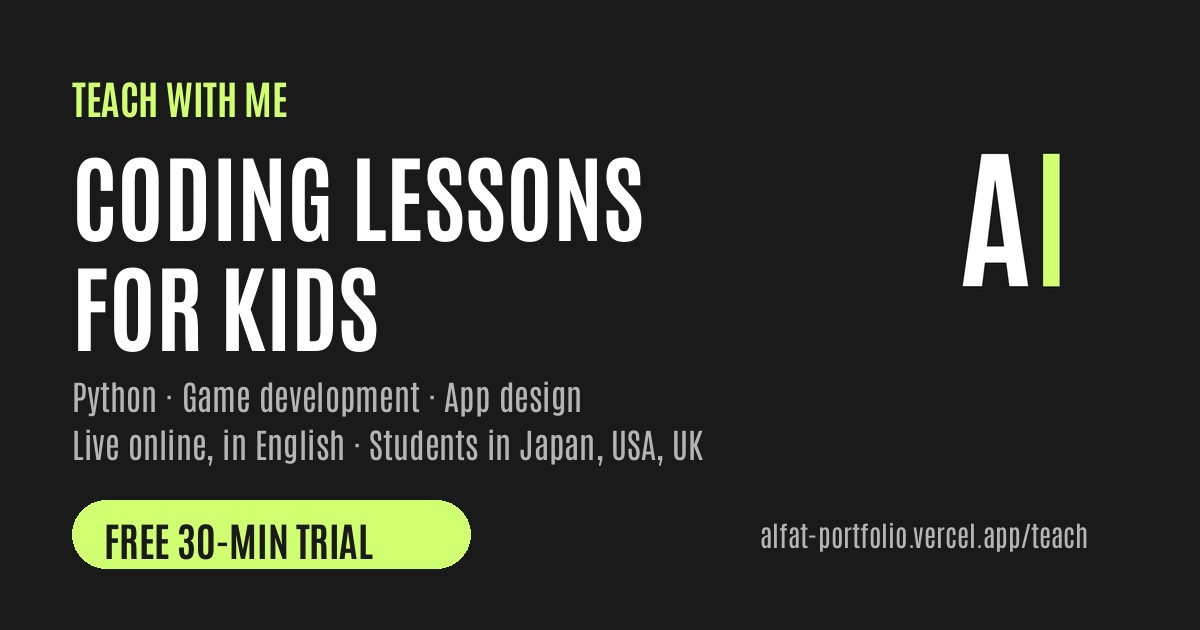 TEACH WITH ME
CODING LESSONS
FOR KIDS
AI
Python · Game development · App design
Live online, in English · Students in Japan, USA, UK
FREE 30-MIN TRIAL
alfat-portfolio.vercel.app/teach